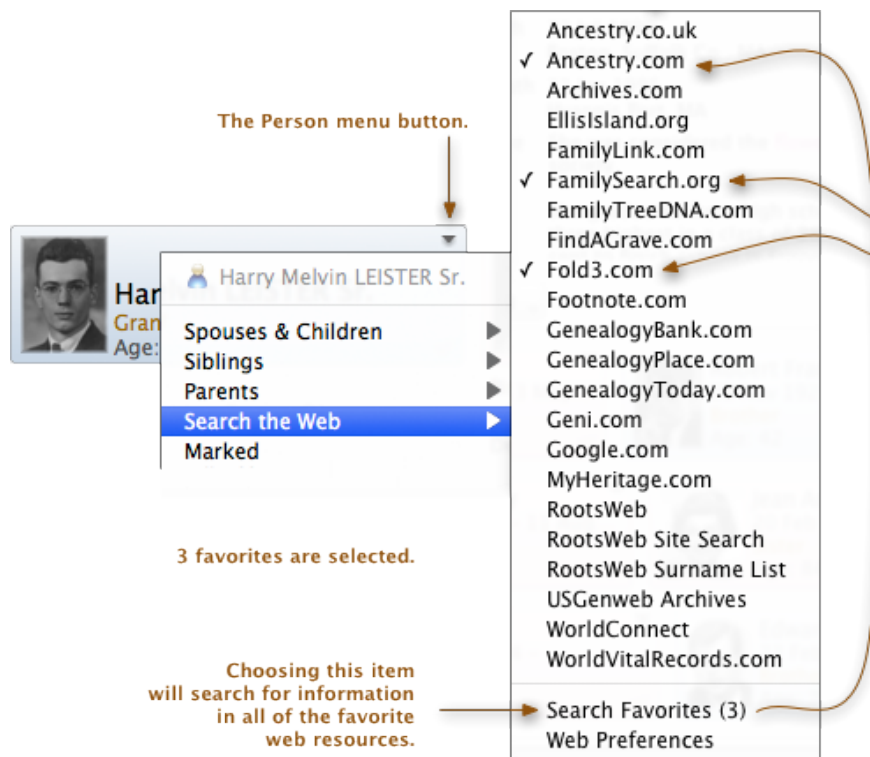 The Person menu button.
Har
Gran
Age:
Harry Melvin LEISTER Sr.
Spouses & Children
Siblings
Parents
Search the Web
Marked
3 favorites are selected.
Choosing this item
will search for information
in all of the favorite
web resources.
Ancestry.co.uk
✓ Ancestry.com
Archives.com
EllisIsland.org
FamilyLink.com
✓ FamilySearch.org
FamilyTreeDNA.com
FindAGrave.com
✓ Fold3.com
Footnote.com
GenealogyBank.com
GenealogyPlace.com
GenealogyToday.com
Geni.com
Google.com
MyHeritage.com
RootsWeb
RootsWeb Site Search
RootsWeb Surname List
USGenweb Archives
WorldConnect
WorldVitalRecords.com
Search Favorites (3)
Web Preferences